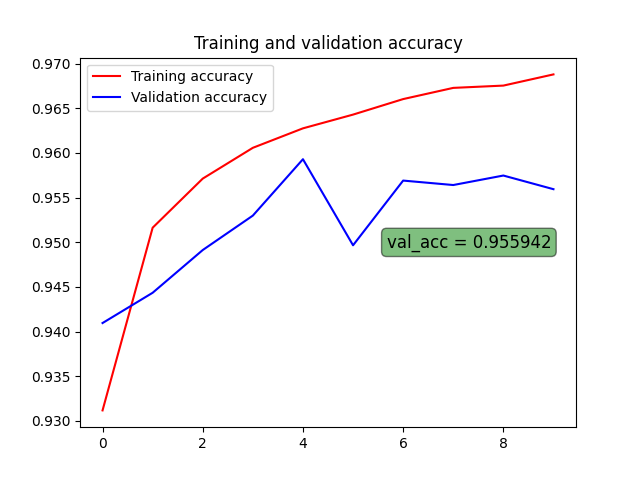 Training and validation accuracy
0.970
0.965
0.960
0.955
0.950
0.945
0.940
0.935
0.930
Training accuracy
Validation accuracy
val_acc = 0.955942
0 2 4 6 8